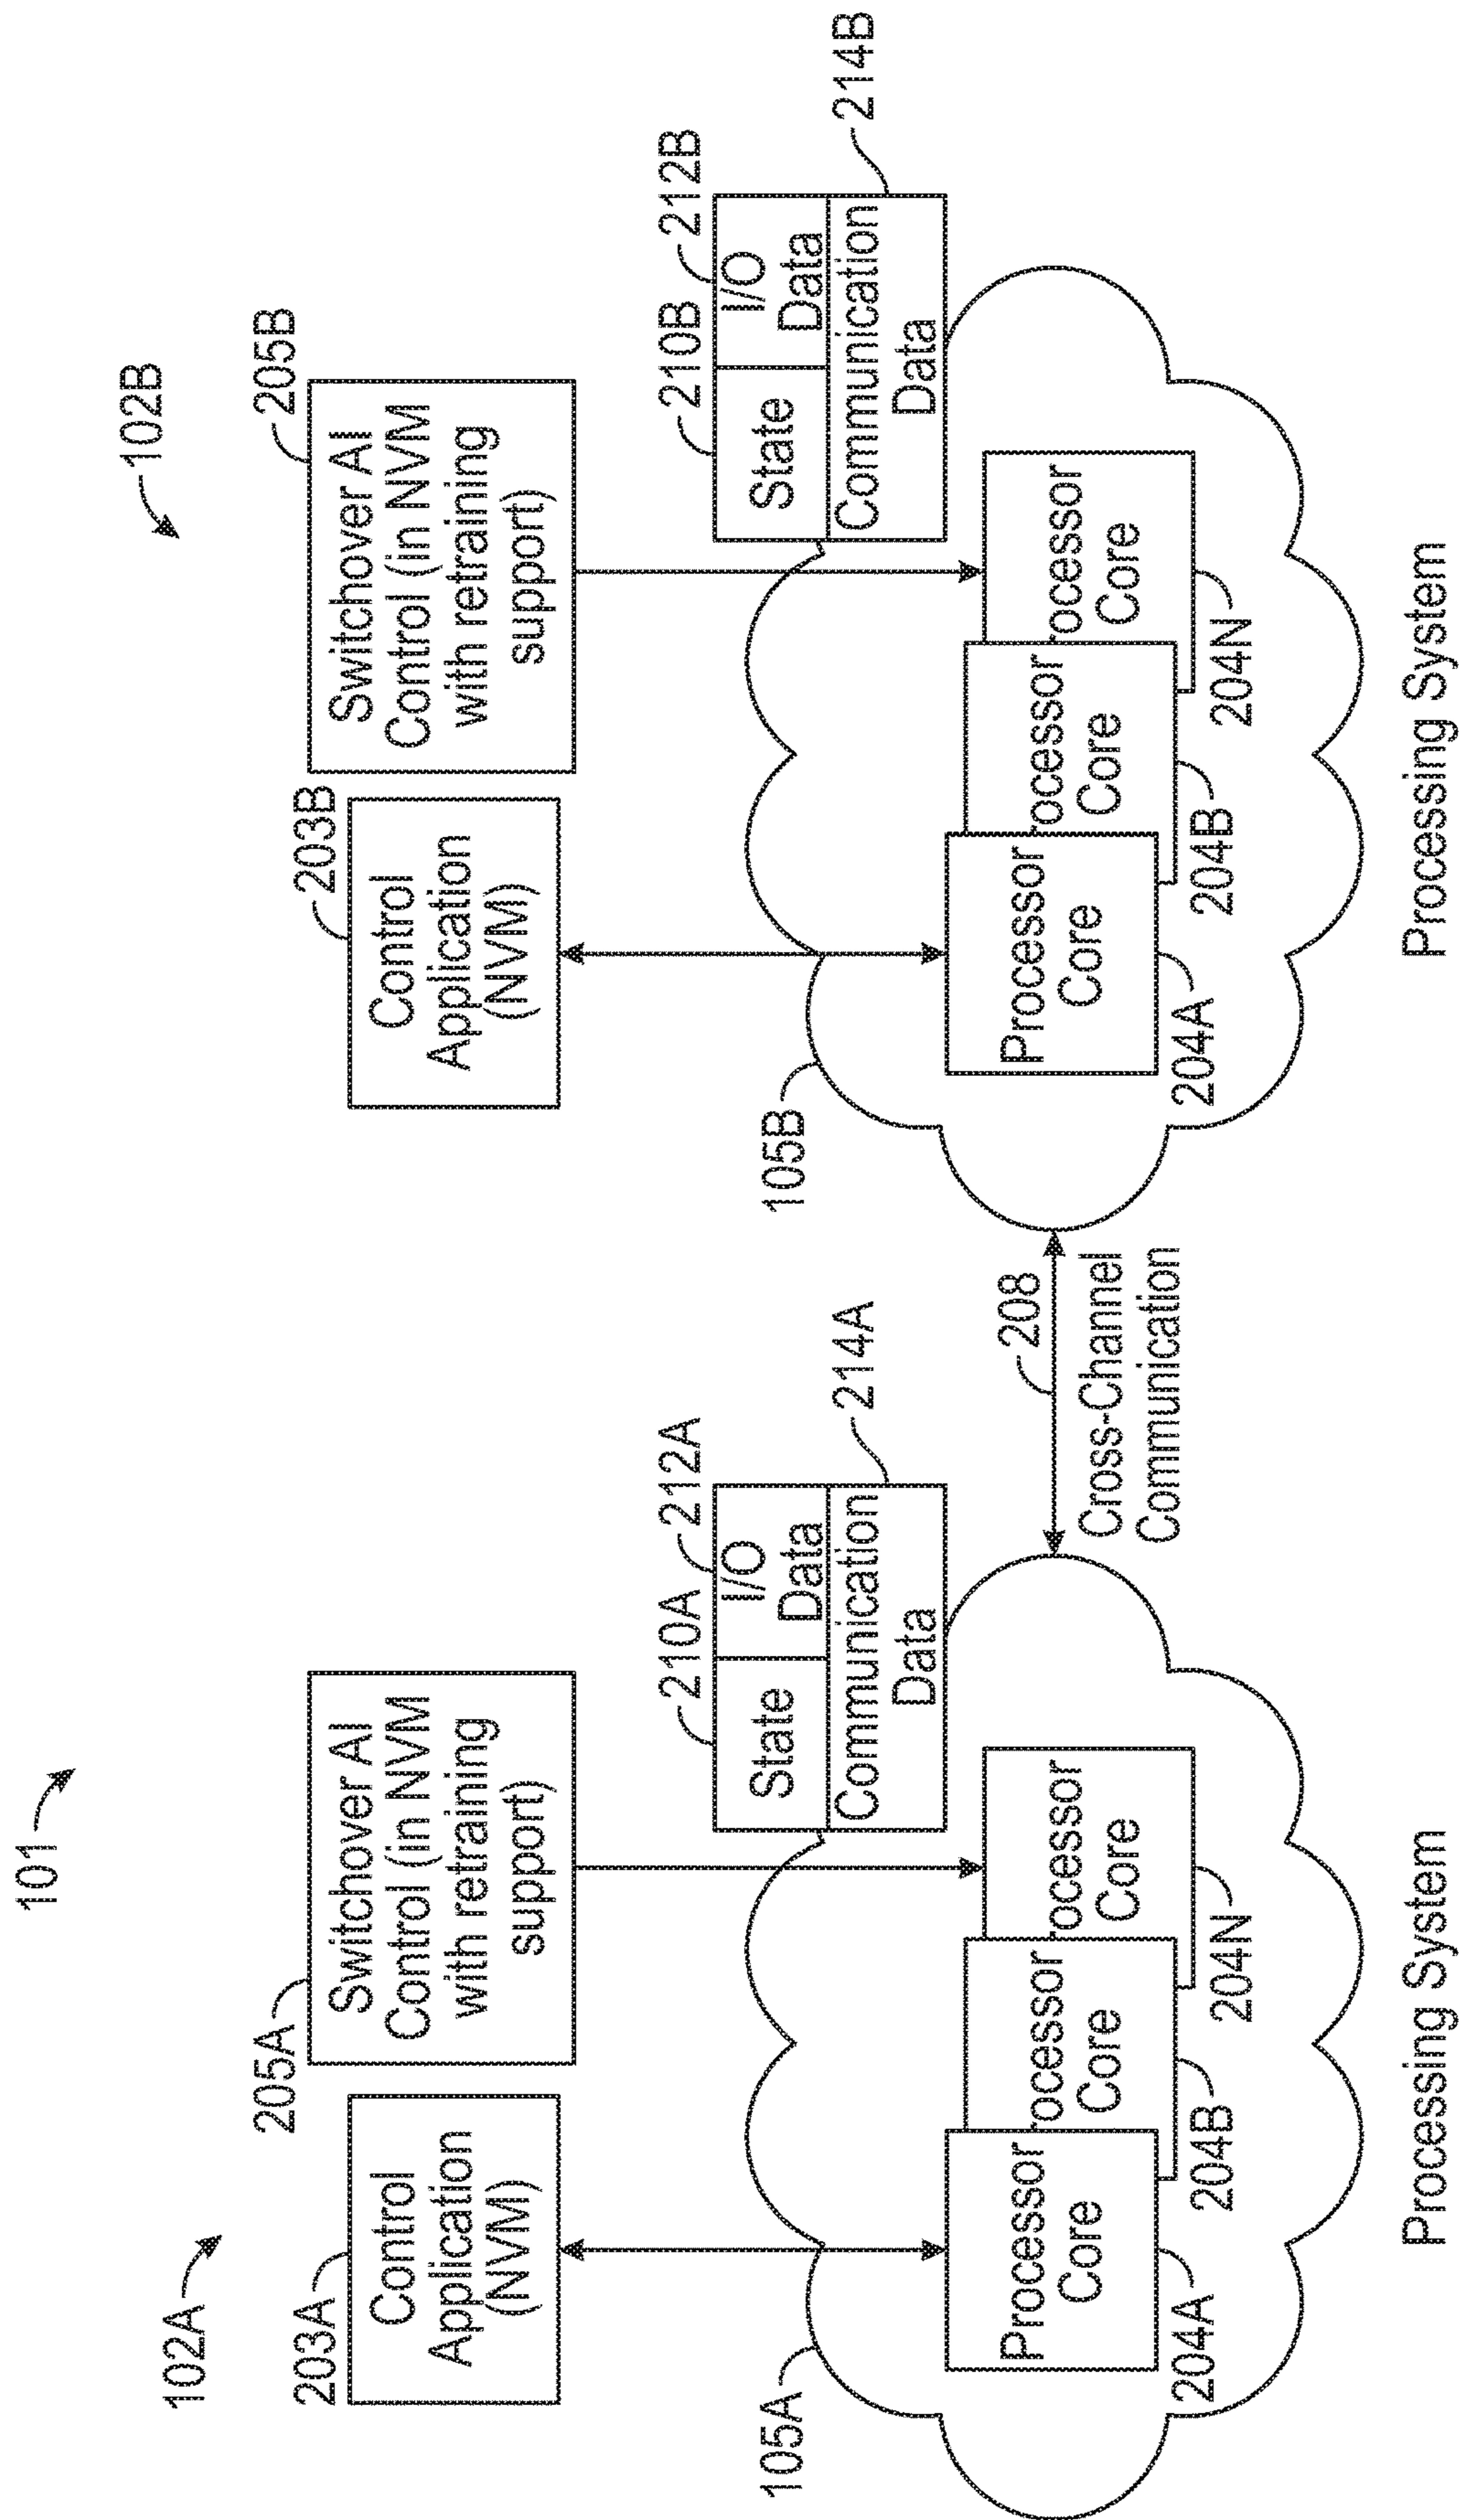 101
102A
102B
203A
Control
Application
(NVM)
205A
Switchover AI
Control (in NVM
with retraining
support)
210A
212A
State
I/O
Data
Communication
Data
214A
105A
Processor
Core
rocessor
Core
rocessor
Core
204A
204B
204N
Processing System
208
Cross-Channel
Communication
203B
Control
Application
(NVM)
205B
Switchover AI
Control (in NVM
with retraining
support)
210B
212B
State
I/O
Data
Communication
Data
214B
105B
Processor
Core
rocessor
Core
rocessor
Core
204A
204B
204N
Processing System